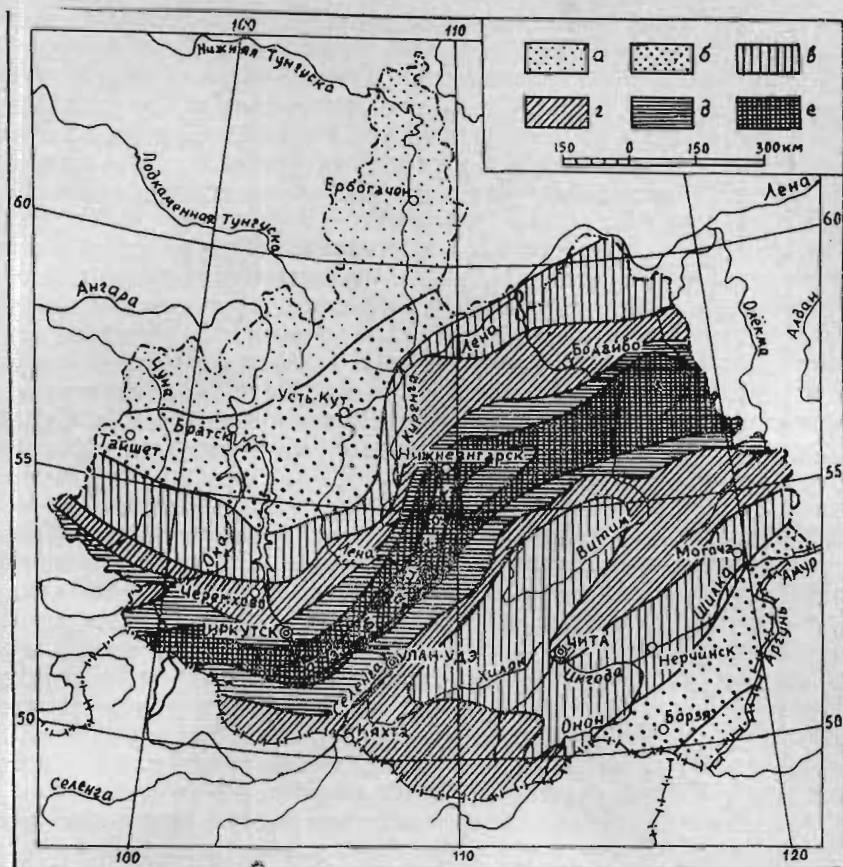 100
110
Нижняя Тунгуска
а
б
в
г
д
е
150 0 150 300 км
Подкаменная Тунгуска
Ербогачон
Лена
60
60
Ангара
Чуна
Олёкма
Алдан
Лена
Бодайбо
Усть-Кут
Киренга
Братск
Тайшет
Нижнеангарск
55
55
Ока
Лена
Витим
Могоча
Черемхово
Шилка
Амур
ИРКУТСК
Аргунь
УЛАН-УДЭ
ЧИТА
Хилок
Нерчинск
Селенга
Ингода
50
Онон
Борзя
50
Кяхта
Селенга
100
110
120